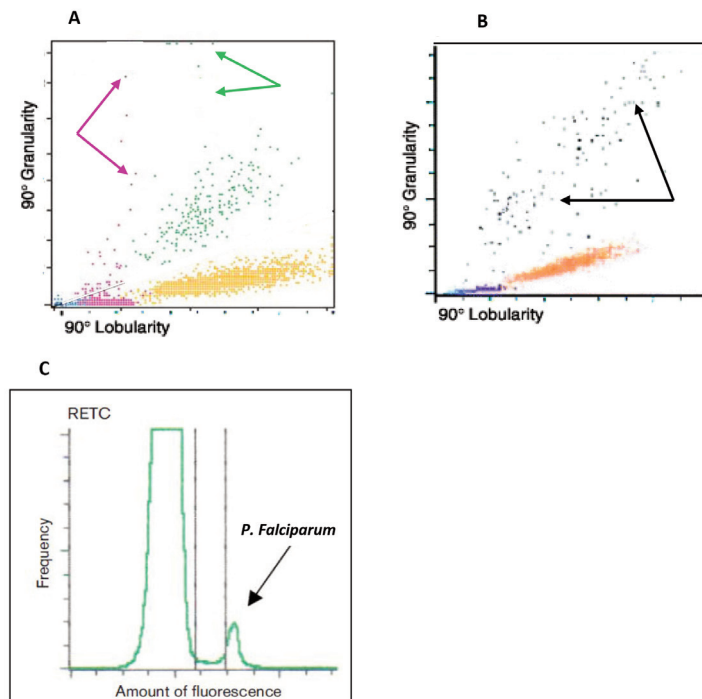 A
90° Granularity
90° Lobularity
B
90° Granularity
90° Lobularity
C
RETC
Frequency
P. Falciparum
Amount of fluorescence